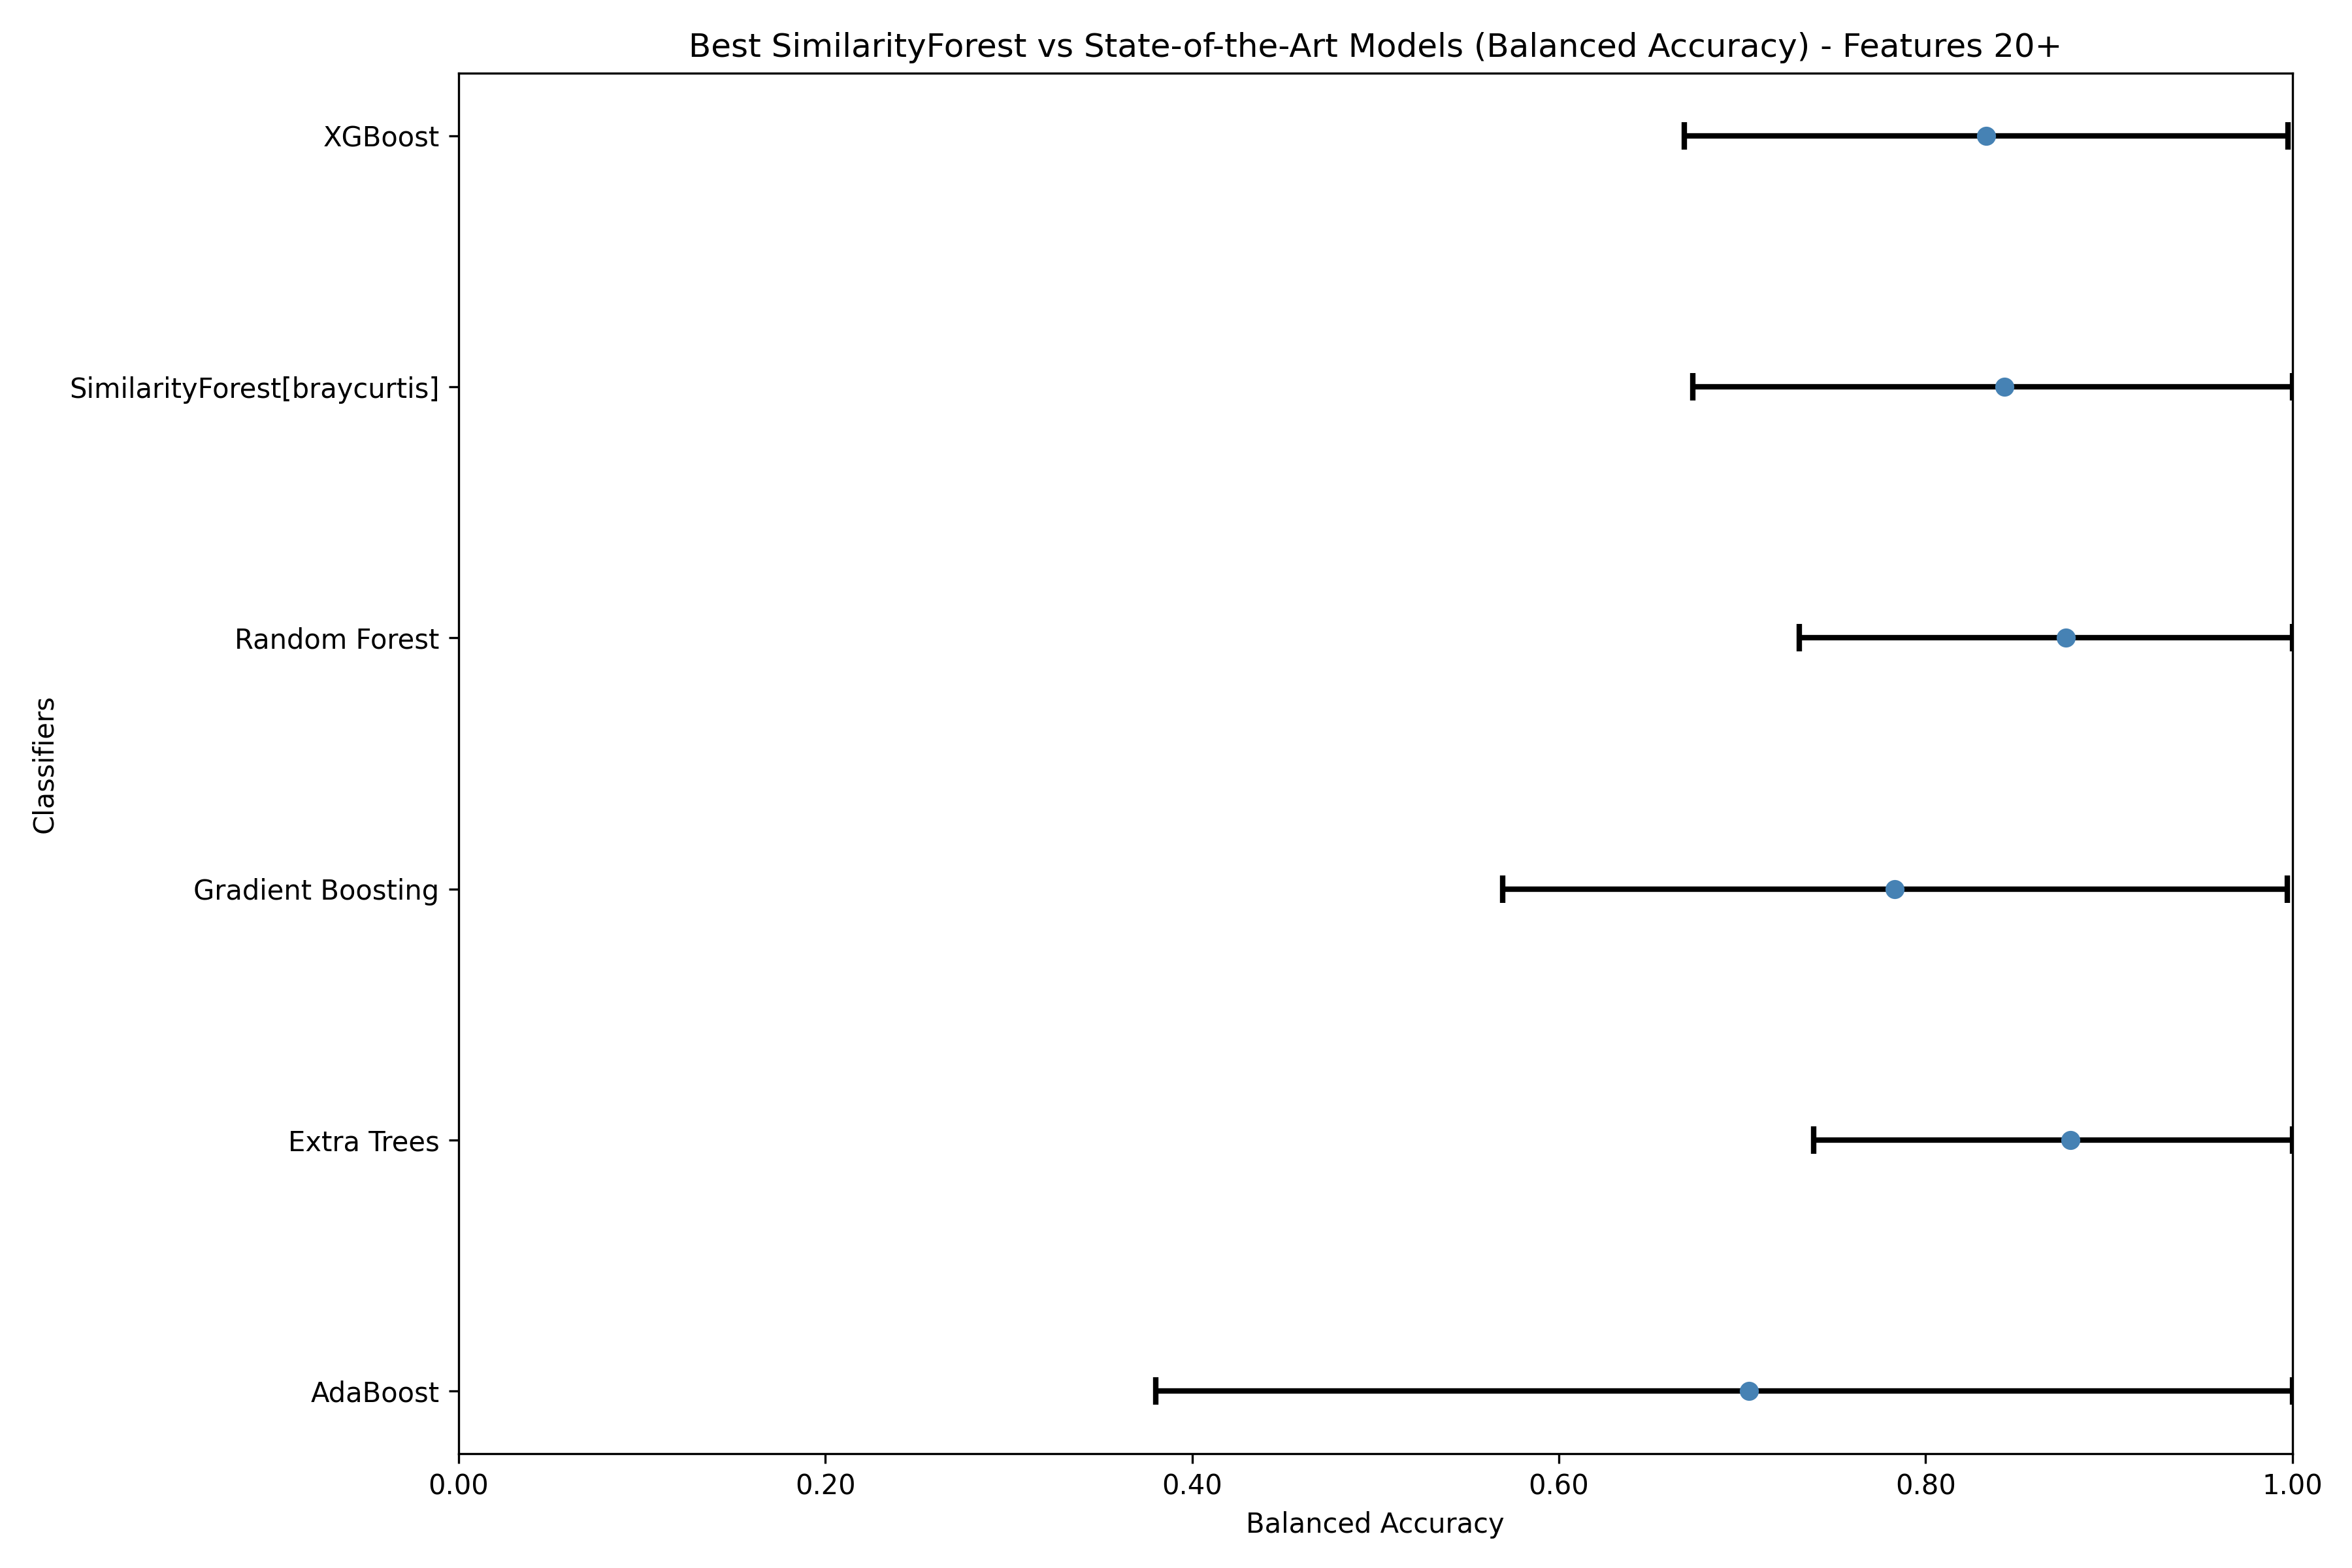 Best SimilarityForest vs State-of-the-Art Models (Balanced Accuracy) - Features 20+
XGBoost
SimilarityForest[braycurtis]
Random Forest
Gradient Boosting
Extra Trees
AdaBoost
Classifiers
0.00 0.20 0.40 0.60 0.80 1.00
Balanced Accuracy